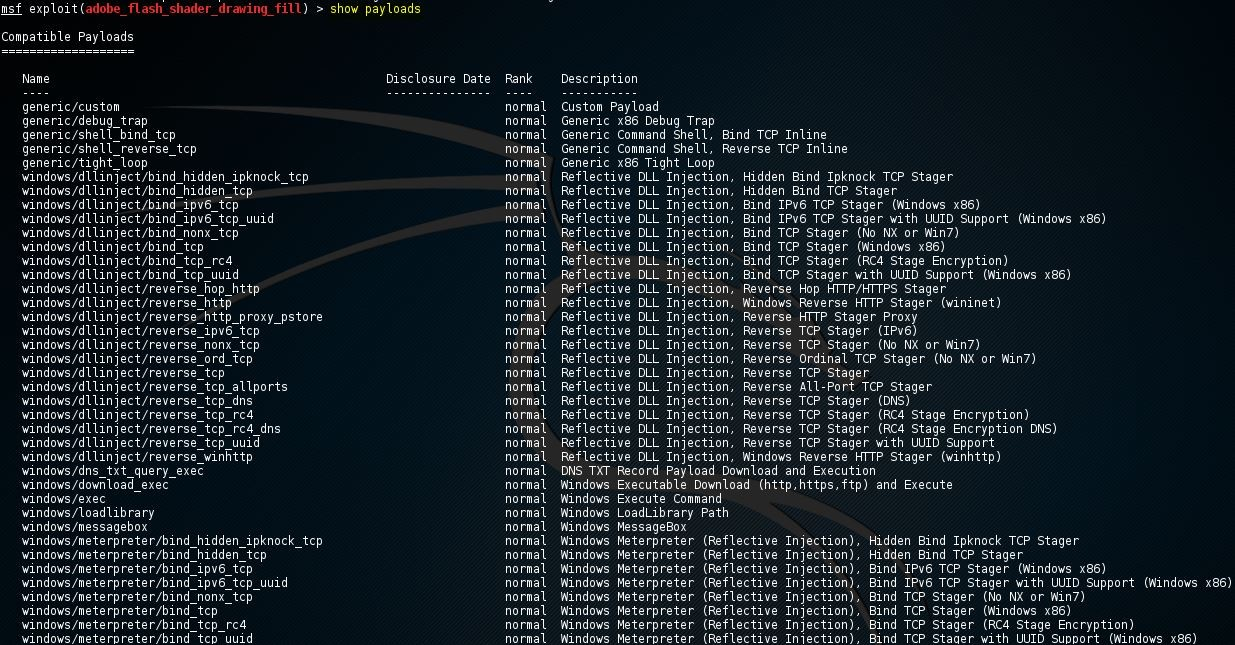 msf exploit(adobe_flash_shader_drawing_fill) > show payloads
Compatible Payloads
===================
Name Disclosure Date Rank Description
---- --------------- ---- -----------
generic/custom normal Custom Payload
generic/debug_trap normal Generic x86 Debug Trap
generic/shell_bind_tcp normal Generic Command Shell, Bind TCP Inline
generic/shell_reverse_tcp normal Generic Command Shell, Reverse TCP Inline
generic/tight_loop normal Generic x86 Tight Loop
windows/dllinject/bind_hidden_ipknock_tcp normal Reflective DLL Injection, Hidden Bind Ipknock TCP Stager
windows/dllinject/bind_hidden_tcp normal Reflective DLL Injection, Hidden Bind TCP Stager
windows/dllinject/bind_ipv6_tcp normal Reflective DLL Injection, Bind IPv6 TCP Stager (Windows x86)
windows/dllinject/bind_ipv6_tcp_uuid normal Reflective DLL Injection, Bind IPv6 TCP Stager with UUID Support (Windows x86)
windows/dllinject/bind_nonx_tcp normal Reflective DLL Injection, Bind TCP Stager (No NX or Win7)
windows/dllinject/bind_tcp normal Reflective DLL Injection, Bind TCP Stager (Windows x86)
windows/dllinject/bind_tcp_rc4 normal Reflective DLL Injection, Bind TCP Stager (RC4 Stage Encryption)
windows/dllinject/bind_tcp_uuid normal Reflective DLL Injection, Bind TCP Stager with UUID Support (Windows x86)
windows/dllinject/reverse_hop_http normal Reflective DLL Injection, Reverse Hop HTTP/HTTPS Stager
windows/dllinject/reverse_http normal Reflective DLL Injection, Windows Reverse HTTP Stager (wininet)
windows/dllinject/reverse_http_proxy_pstore normal Reflective DLL Injection, Reverse HTTP Stager Proxy
windows/dllinject/reverse_ipv6_tcp normal Reflective DLL Injection, Reverse TCP Stager (IPv6)
windows/dllinject/reverse_nonx_tcp normal Reflective DLL Injection, Reverse TCP Stager (No NX or Win7)
windows/dllinject/reverse_ord_tcp normal Reflective DLL Injection, Reverse Ordinal TCP Stager (No NX or Win7)
windows/dllinject/reverse_tcp normal Reflective DLL Injection, Reverse TCP Stager
windows/dllinject/reverse_tcp_allports normal Reflective DLL Injection, Reverse All-Port TCP Stager
windows/dllinject/reverse_tcp_dns normal Reflective DLL Injection, Reverse TCP Stager (DNS)
windows/dllinject/reverse_tcp_rc4 normal Reflective DLL Injection, Reverse TCP Stager (RC4 Stage Encryption)
windows/dllinject/reverse_tcp_rc4_dns normal Reflective DLL Injection, Reverse TCP Stager (RC4 Stage Encryption DNS)
windows/dllinject/reverse_tcp_uuid normal Reflective DLL Injection, Reverse TCP Stager with UUID Support
windows/dllinject/reverse_winhttp normal Reflective DLL Injection, Windows Reverse HTTP Stager (winhttp)
windows/dns_txt_query_exec normal DNS TXT Record Payload Download and Execution
windows/download_exec normal Windows Executable Download (http,https,ftp) and Execute
windows/exec normal Windows Execute Command
windows/loadlibrary normal Windows LoadLibrary Path
windows/messagebox normal Windows MessageBox
windows/meterpreter/bind_hidden_ipknock_tcp normal Windows Meterpreter (Reflective Injection), Hidden Bind Ipknock TCP Stager
windows/meterpreter/bind_hidden_tcp normal Windows Meterpreter (Reflective Injection), Hidden Bind TCP Stager
windows/meterpreter/bind_ipv6_tcp normal Windows Meterpreter (Reflective Injection), Bind IPv6 TCP Stager (Windows x86)
windows/meterpreter/bind_ipv6_tcp_uuid normal Windows Meterpreter (Reflective Injection), Bind IPv6 TCP Stager with UUID Support (Windows x86)
windows/meterpreter/bind_nonx_tcp normal Windows Meterpreter (Reflective Injection), Bind TCP Stager (No NX or Win7)
windows/meterpreter/bind_tcp normal Windows Meterpreter (Reflective Injection), Bind TCP Stager (Windows x86)
windows/meterpreter/bind_tcp_rc4 normal Windows Meterpreter (Reflective Injection), Bind TCP Stager (RC4 Stage Encryption)
windows/meterpreter/bind_tcp_uuid normal Windows Meterpreter (Reflective Injection), Bind TCP Stager with UUID Support (Windows x86)